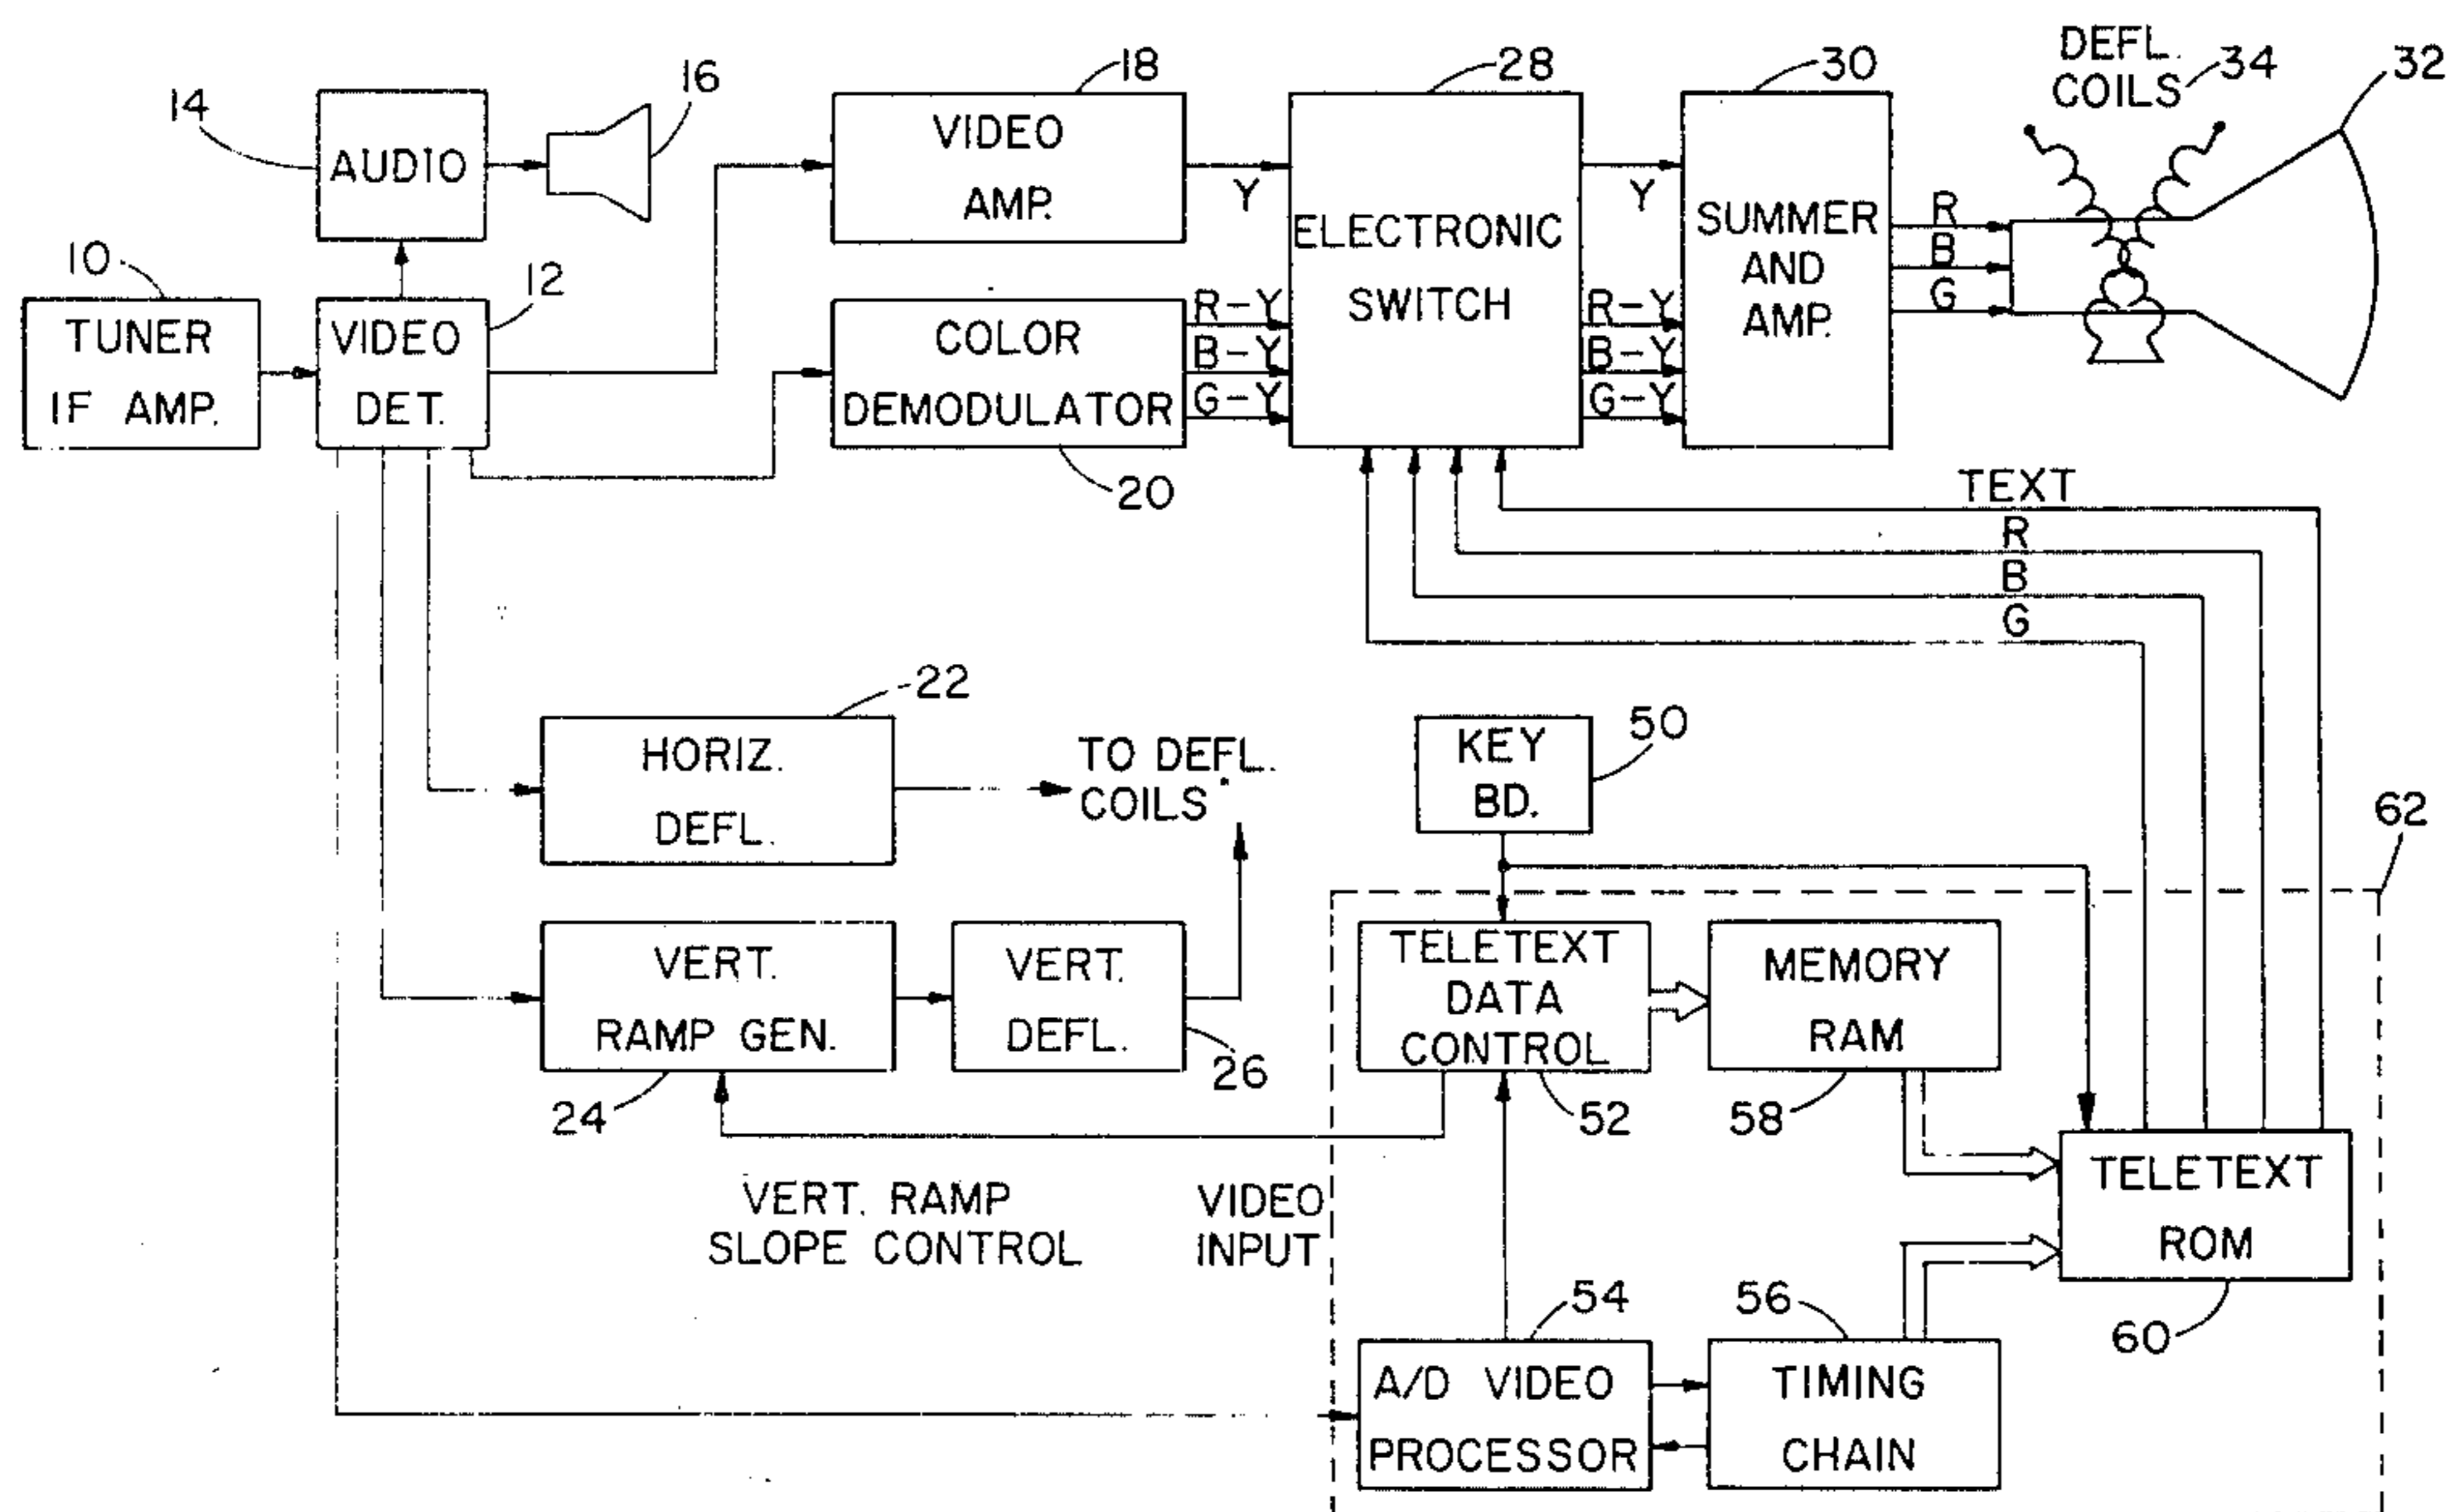 DEFL.
COILS 34
32
14
AUDIO
16
18
VIDEO
AMP.
Y
28
ELECTRONIC
SWITCH
Y
30
SUMMER
AND
AMP.
R
B
G
10
TUNER
IF AMP.
12
VIDEO
DET.
COLOR
DEMODULATOR
20
R-Y
B-Y
G-Y
R-Y
B-Y
G-Y
TEXT
R
B
G
22
HORIZ.
DEFL.
TO DEFL.
COILS
KEY
BD.
50
62
VERT.
RAMP GEN.
24
VERT.
DEFL.
26
TELETEXT
DATA
CONTROL
52
MEMORY
RAM
58
VERT. RAMP
SLOPE CONTROL
VIDEO
INPUT
TELETEXT
ROM
60
54
A/D VIDEO
PROCESSOR
56
TIMING
CHAIN